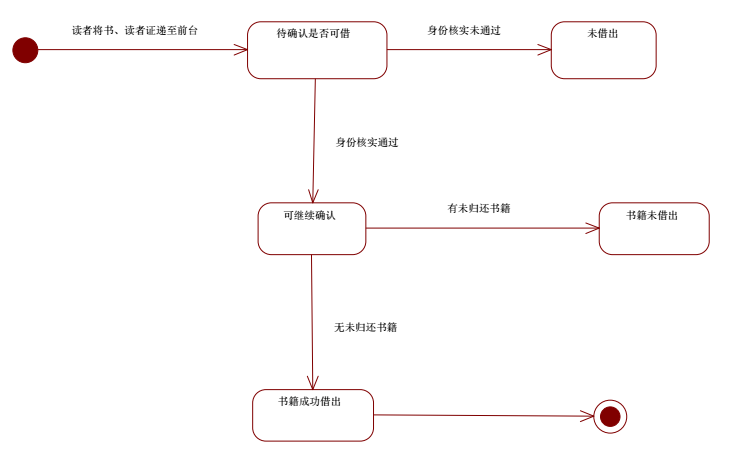 读者将书、读者证递至前台
待确认是否可借
身份核实未通过
未借出
身份核实通过
可继续确认
有未归还书籍
书籍未借出
无未归还书籍
书籍成功借出